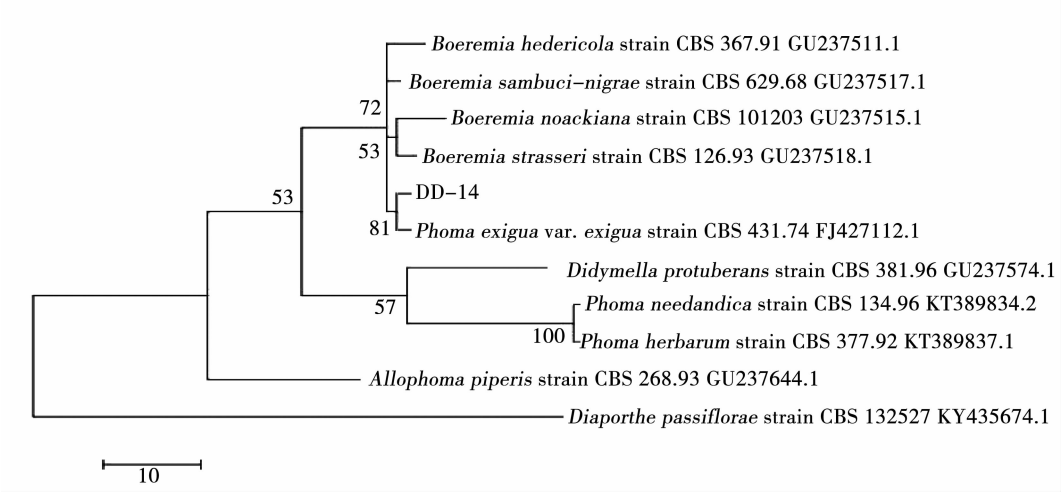 Boeremia hedericola strain CBS 367.91 GU237511.1
Boeremia sambuci−nigrae strain CBS 629.68 GU237517.1
72
Boeremia noackiana strain CBS 101203 GU237515.1
53
Boeremia strasseri strain CBS 126.93 GU237518.1
53
DD−14
81
Phoma exigua var. exigua strain CBS 431.74 FJ427112.1
Didymella protuberans strain CBS 381.96 GU237574.1
57
Phoma needandica strain CBS 134.96 KT389834.2
100
Phoma herbarum strain CBS 377.92 KT389837.1
Allophoma piperis strain CBS 268.93 GU237644.1
Diaporthe passiflorae strain CBS 132527 KY435674.1
10